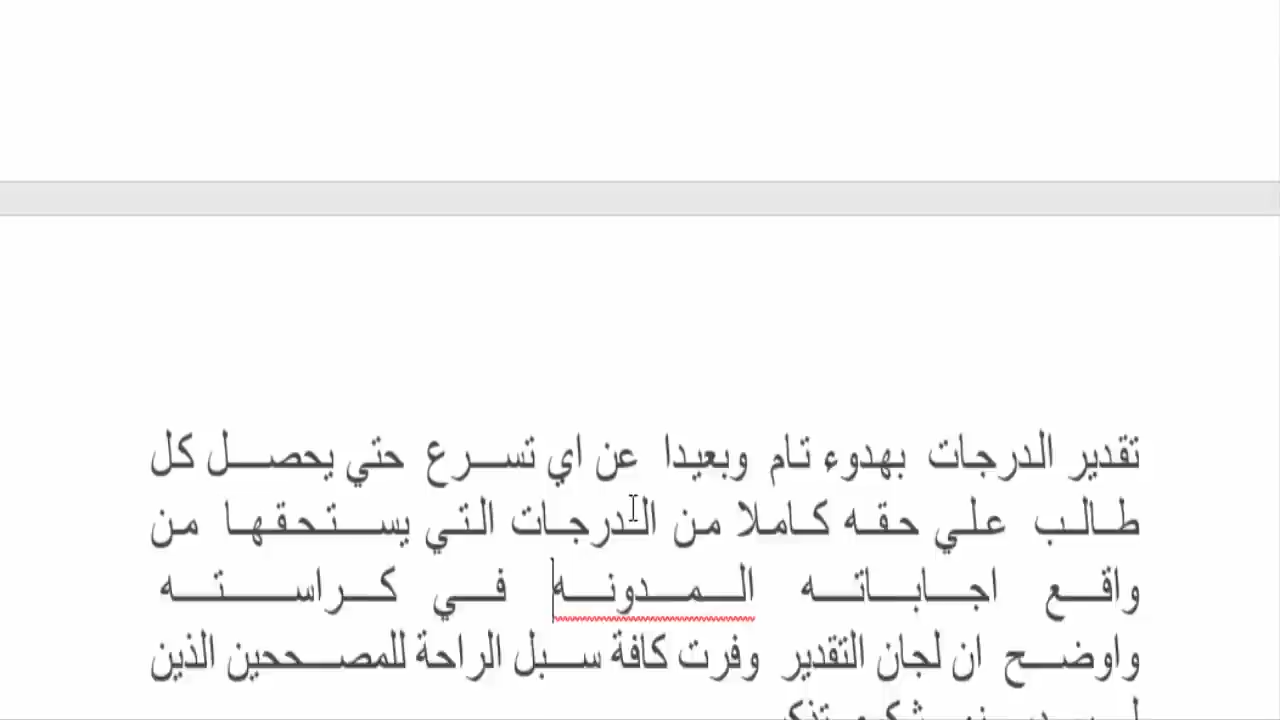 تقدير الدرجات بهدوء تام وبعيدا عن اي تسرع حتي يحصل كل
طالب علي حقه كاملا من الدرجات التي يستحقها من
واقع اجاباته المدونه في كراسته
واوضح ان لجان التقدير وفرت كافة سبل الراحة للمصححين الذين